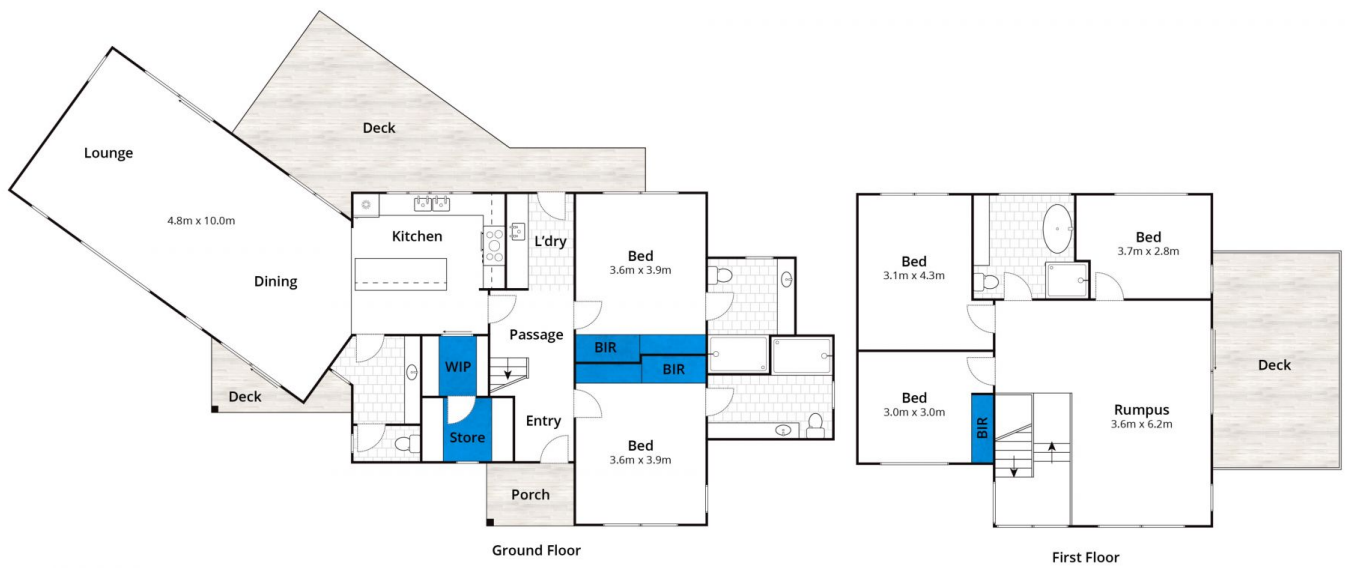 Deck
Lounge
4.8m x 10.0m
Dining
Kitchen
L'dry
Bed
3.6m x 3.9m
Passage
BIR
BIR
WIP
Deck
Store
Entry
Bed
3.6m x 3.9m
Porch
Ground Floor
Bed
3.1m x 4.3m
Bed
3.7m x 2.8m
Bed
3.0m x 3.0m
BIR
Rumpus
3.6m x 6.2m
Deck
First Floor